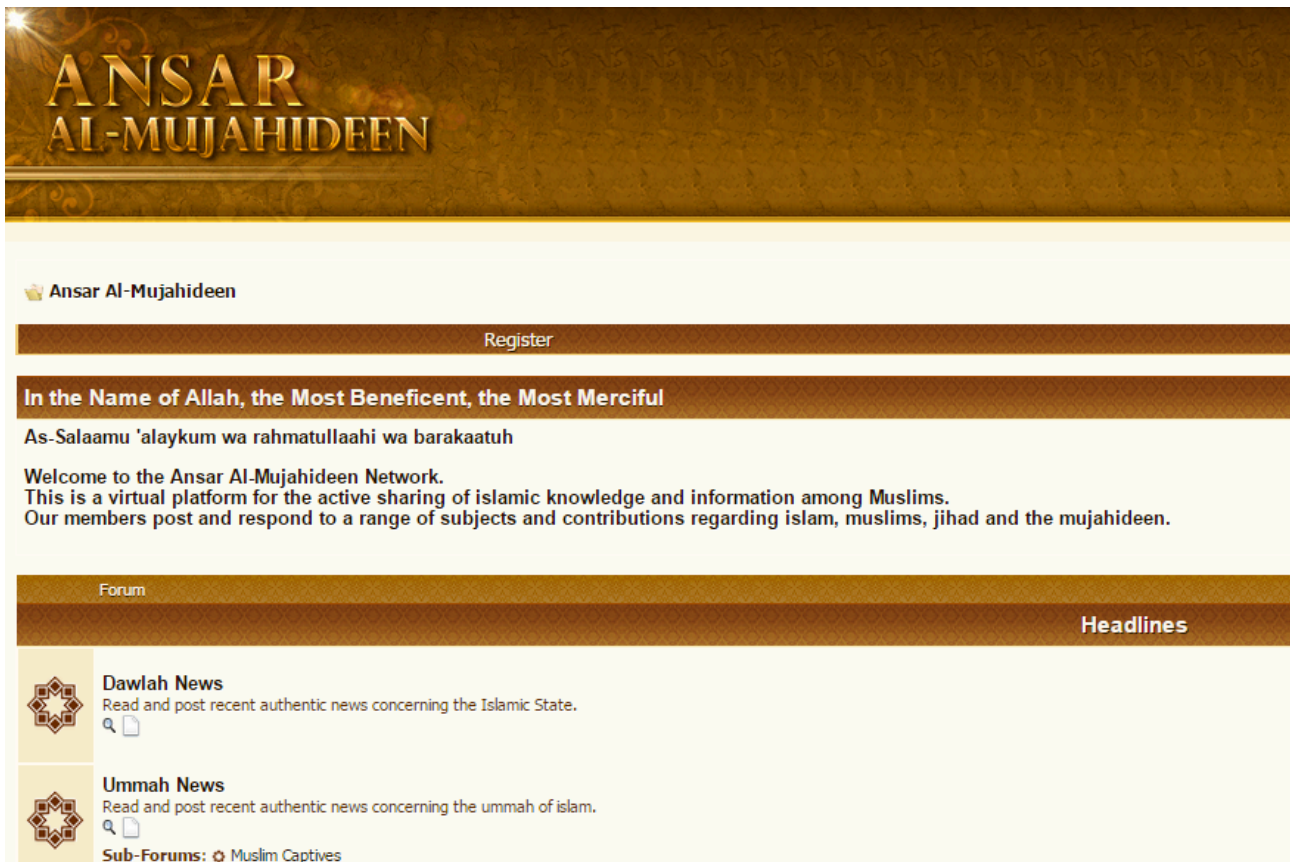 ANSAR
AL-MUJAHIDEEN
Ansar Al-Mujahideen
Register
In the Name of Allah, the Most Beneficent, the Most Merciful
As-Salaamu 'alaykum wa rahmatullaahi wa barakaatuh
Welcome to the Ansar Al-Mujahideen Network.
This is a virtual platform for the active sharing of islamic knowledge and information among Muslims.
Our members post and respond to a range of subjects and contributions regarding islam, muslims, jihad and the mujahideen.
Forum
Headlines
Dawlah News
Read and post recent authentic news concerning the Islamic State.
Ummah News
Read and post recent authentic news concerning the ummah of islam.
Sub-Forums: Muslim Captives